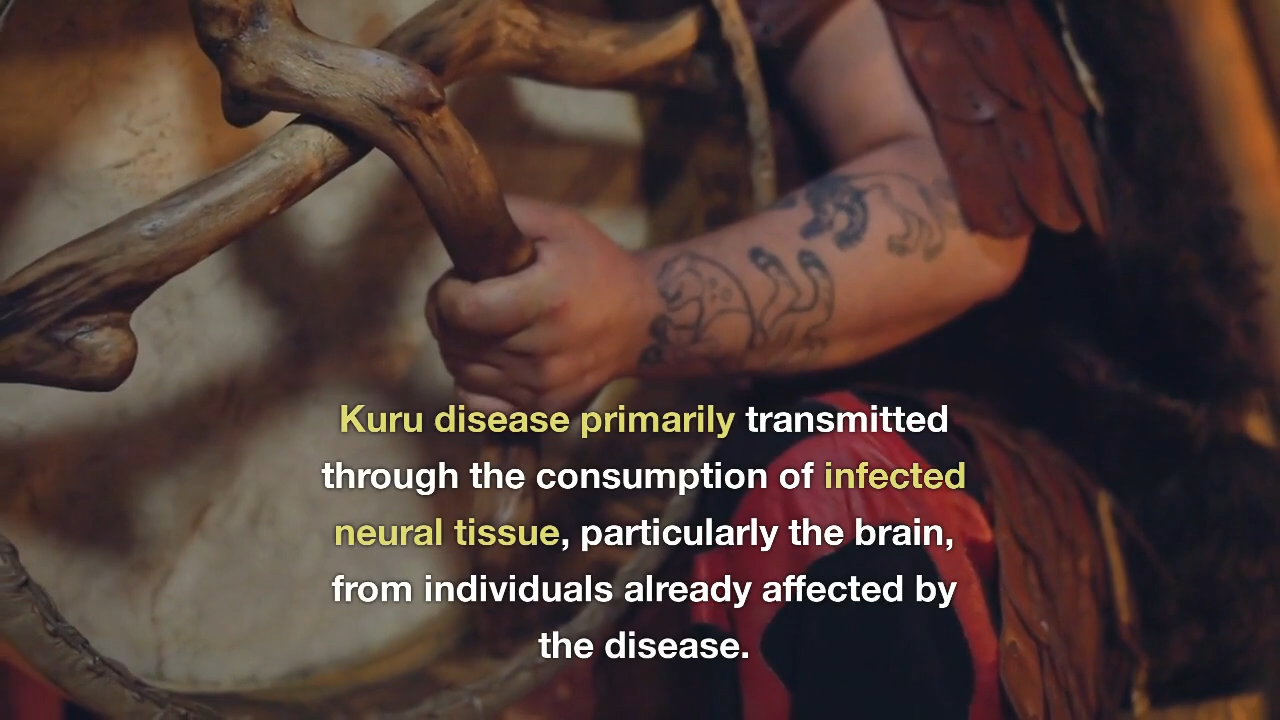 Kuru disease primarily transmitted
through the consumption of infected
neural tissue, particularly the brain,
from individuals already affected by
the disease.